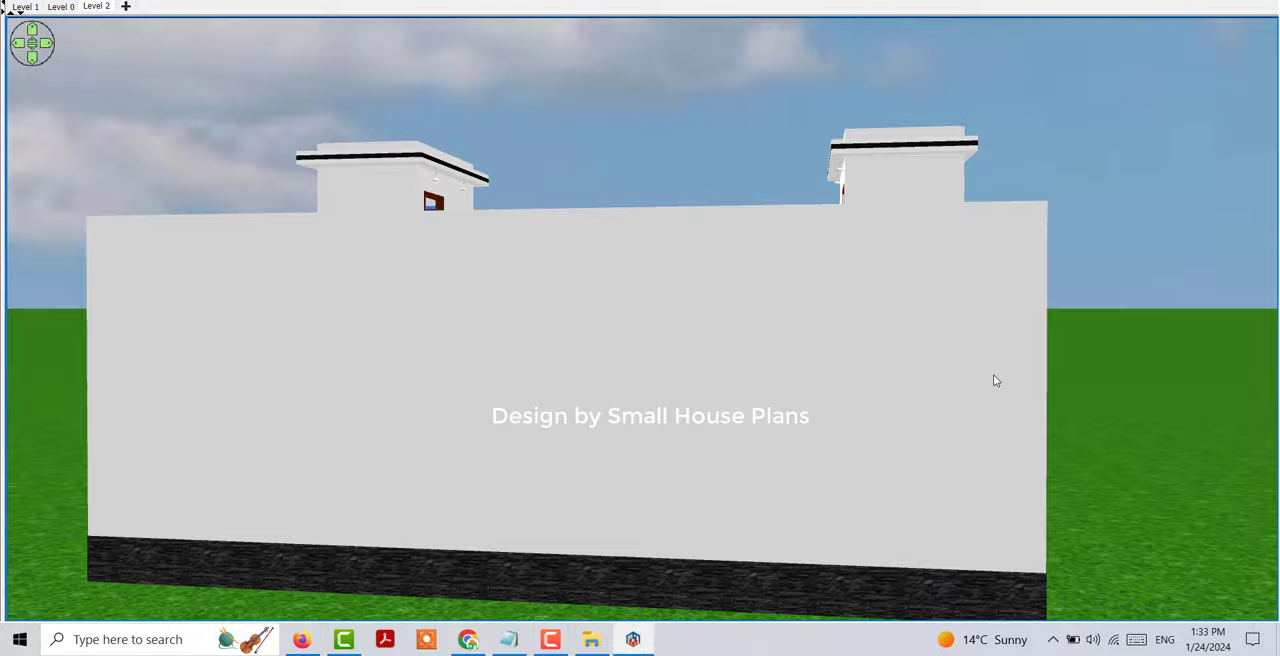 Level 1 Level 0 Level 2
Design by Small House Plans
Type here to search
14°C Sunny
ENG
1:33 PM
1/24/2024